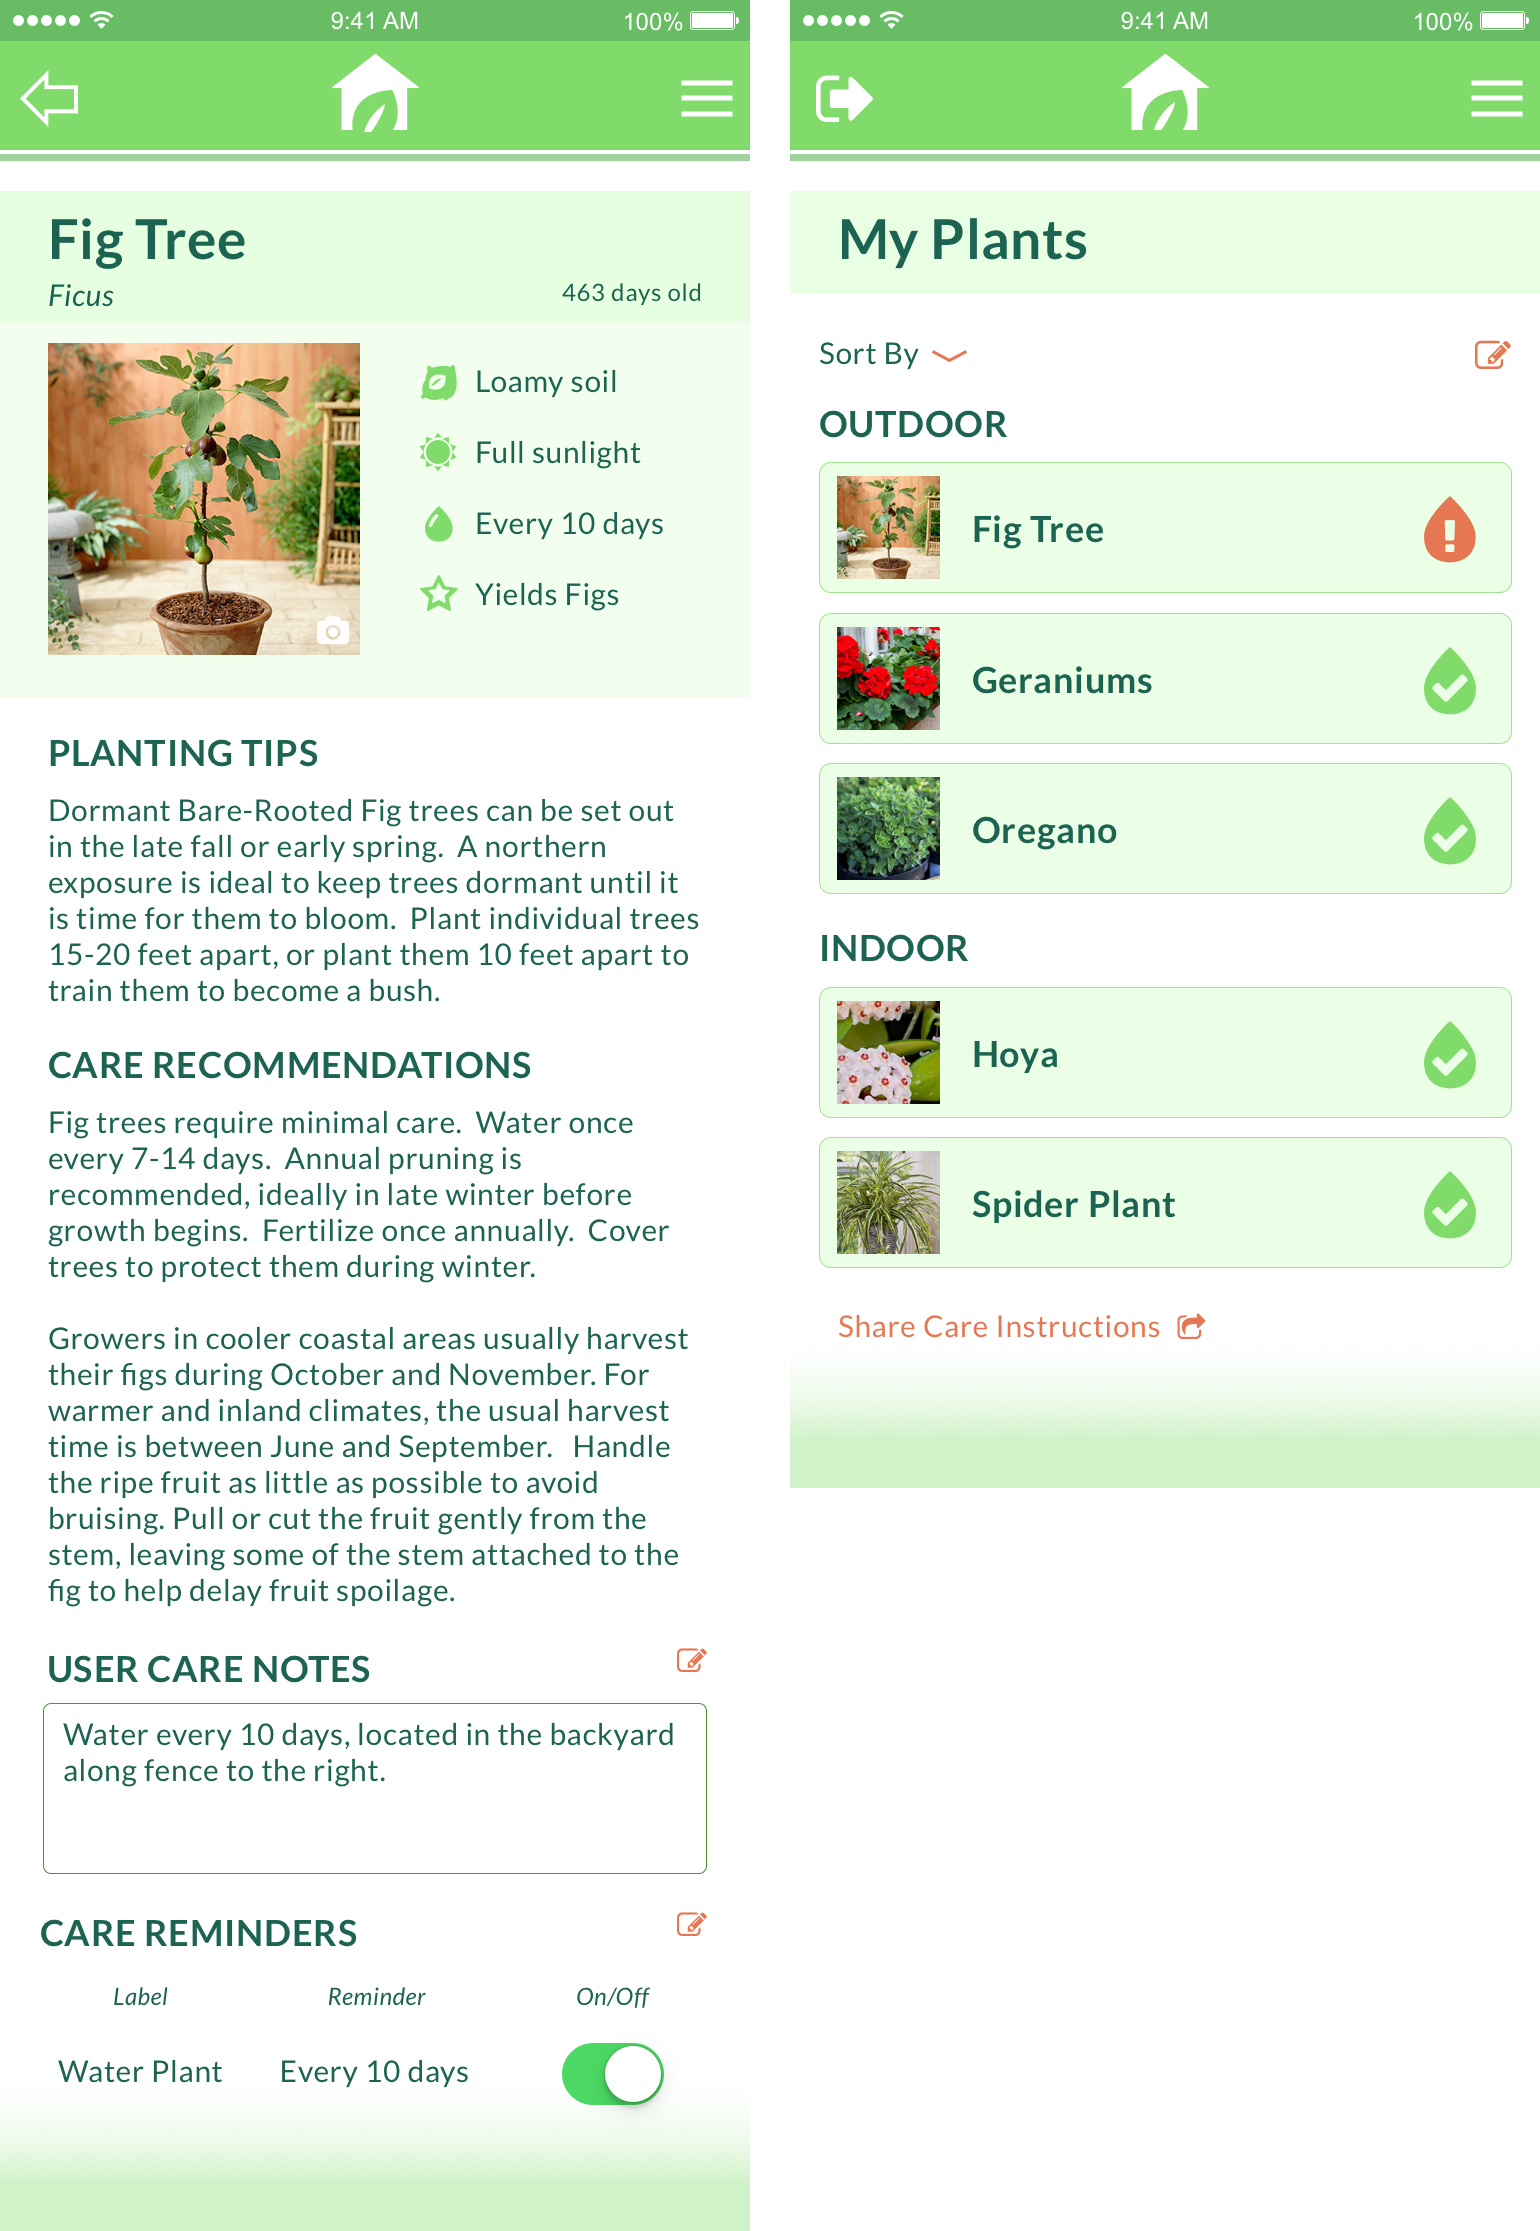 9:41 AM
100%
Fig Tree
Ficus
463 days old
Loamy soil
Full sunlight
Every 10 days
Yields Figs
PLANTING TIPS
Dormant Bare-Rooted Fig trees can be set out
in the late fall or early spring.  A northern
exposure is ideal to keep trees dormant until it
is time for them to bloom.  Plant individual trees
15-20 feet apart, or plant them 10 feet apart to
train them to become a bush.
CARE RECOMMENDATIONS
Fig trees require minimal care.  Water once
every 7-14 days.  Annual pruning is
recommended, ideally in late winter before
growth begins.  Fertilize once annually.  Cover
trees to protect them during winter.
Growers in cooler coastal areas usually harvest
their figs during October and November. For
warmer and inland climates, the usual harvest
time is between June and September.   Handle
the ripe fruit as little as possible to avoid
bruising. Pull or cut the fruit gently from the
stem, leaving some of the stem attached to the
fig to help delay fruit spoilage.
USER CARE NOTES
Water every 10 days, located in the backyard
along fence to the right.
CARE REMINDERS
Label
Reminder
On/Off
Water Plant
Every 10 days
9:41 AM
100%
My Plants
Sort By
OUTDOOR
Fig Tree
Geraniums
Oregano
INDOOR
Hoya
Spider Plant
Share Care Instructions